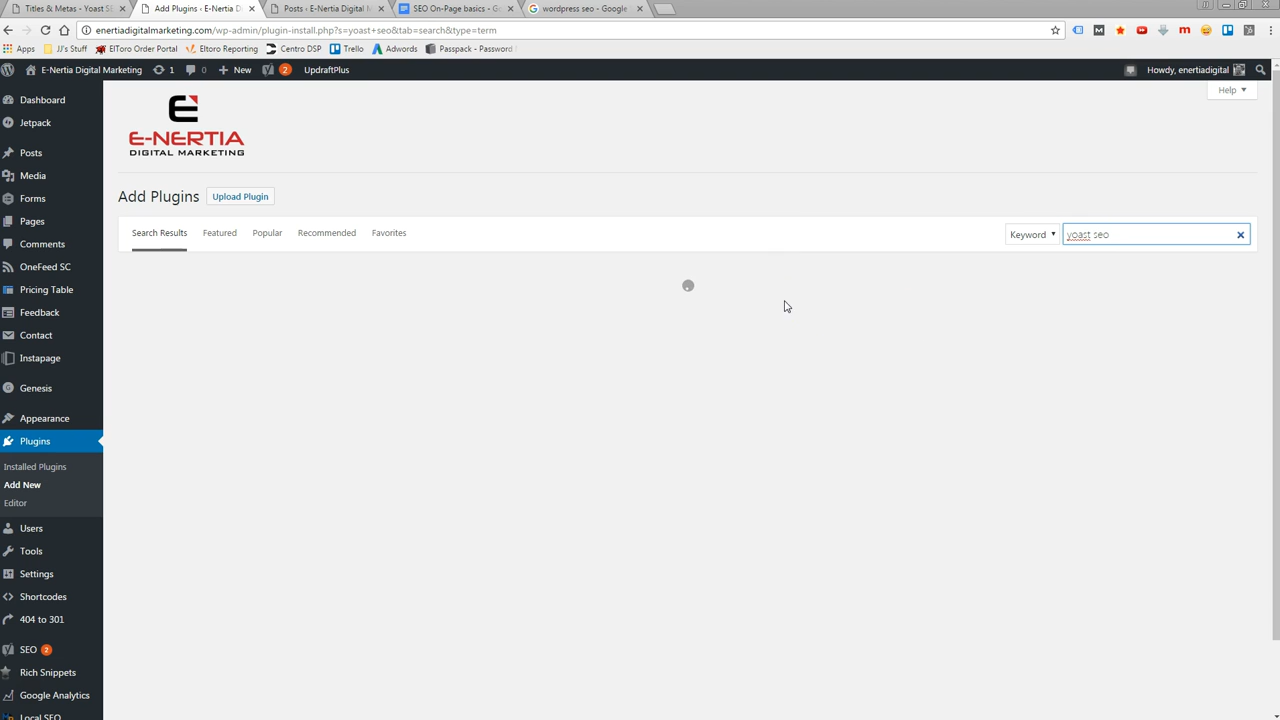 Titles & Metas - Yoast SE
Add Plugins ‹ E-Nertia D
Posts ‹ E-Nertia Digital M
SEO On-Page basics - Go
wordpress seo - Google
enertiadigitalmarketing.com/wp-admin/plugin-install.php?s=yoast+seo&tab=search&type=term
Apps
JJ's Stuff
ElToro Order Portal
Eltoro Reporting
Centro DSP
Trello
Adwords
Passpack - Password
E-Nertia Digital Marketing
1
0
New
2
UpdraftPlus
Howdy, enertiadigital
Help
Dashboard
Jetpack
Posts
Media
Forms
Pages
Comments
OneFeed SC
Pricing Table
Feedback
Contact
Instapage
Genesis
Appearance
Plugins
Installed Plugins
Add New
Editor
Users
Tools
Settings
Shortcodes
404 to 301
SEO 2
Rich Snippets
Google Analytics
Local SEO
E-NERTIA
DIGITAL MARKETING
Add Plugins
Upload Plugin
Search Results
Featured
Popular
Recommended
Favorites
Keyword
yoast seo